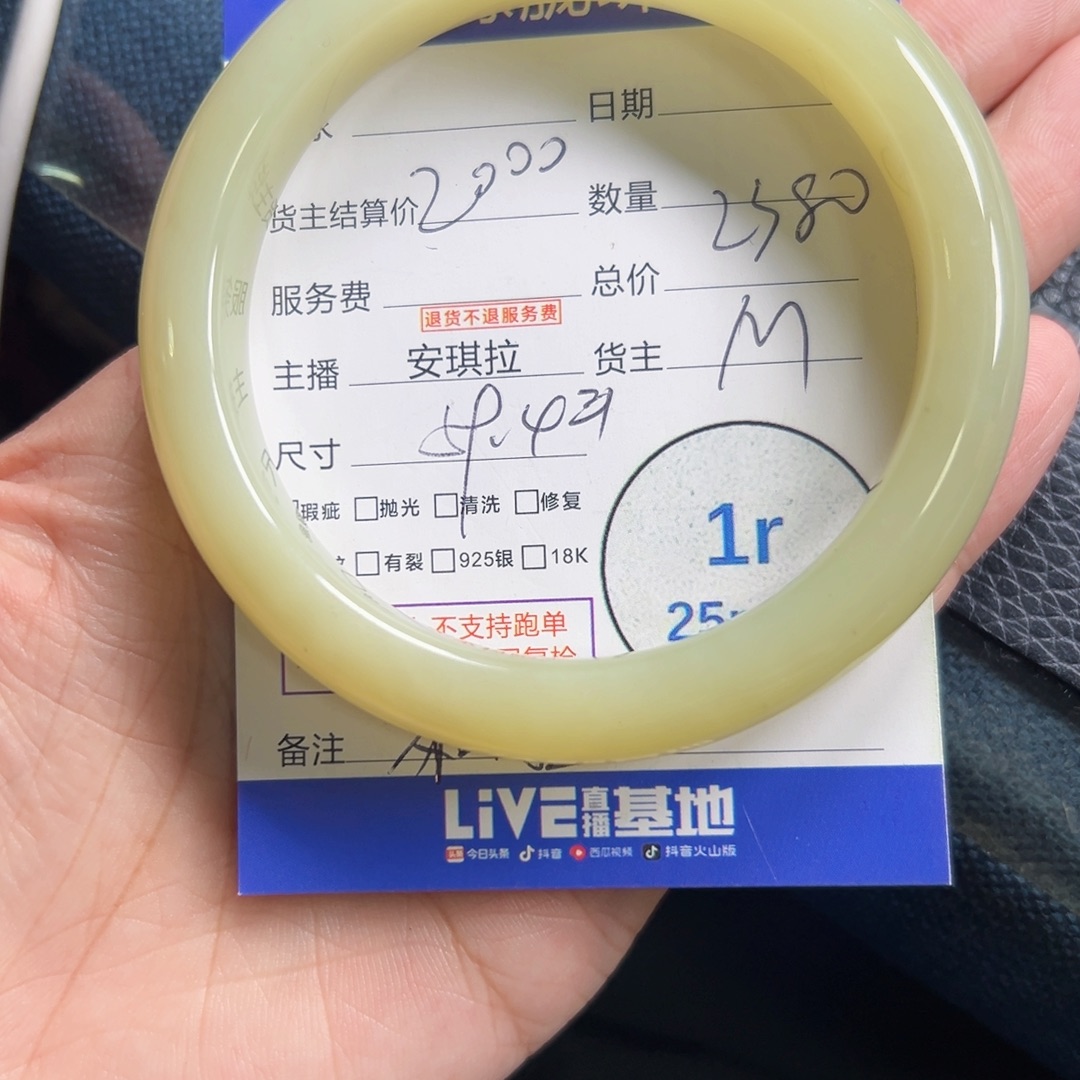 日期
货主结算价 2000 数量 2580
服务费 总价
退货不退服务费
主播 安琪拉 货主 M
尺寸
瑕疵 抛光 清洗 修复
有裂 925银 18K
1r
不支持跑单
备注
LiVE直播基地
今日头条 抖音 西瓜视频 抖音火山版